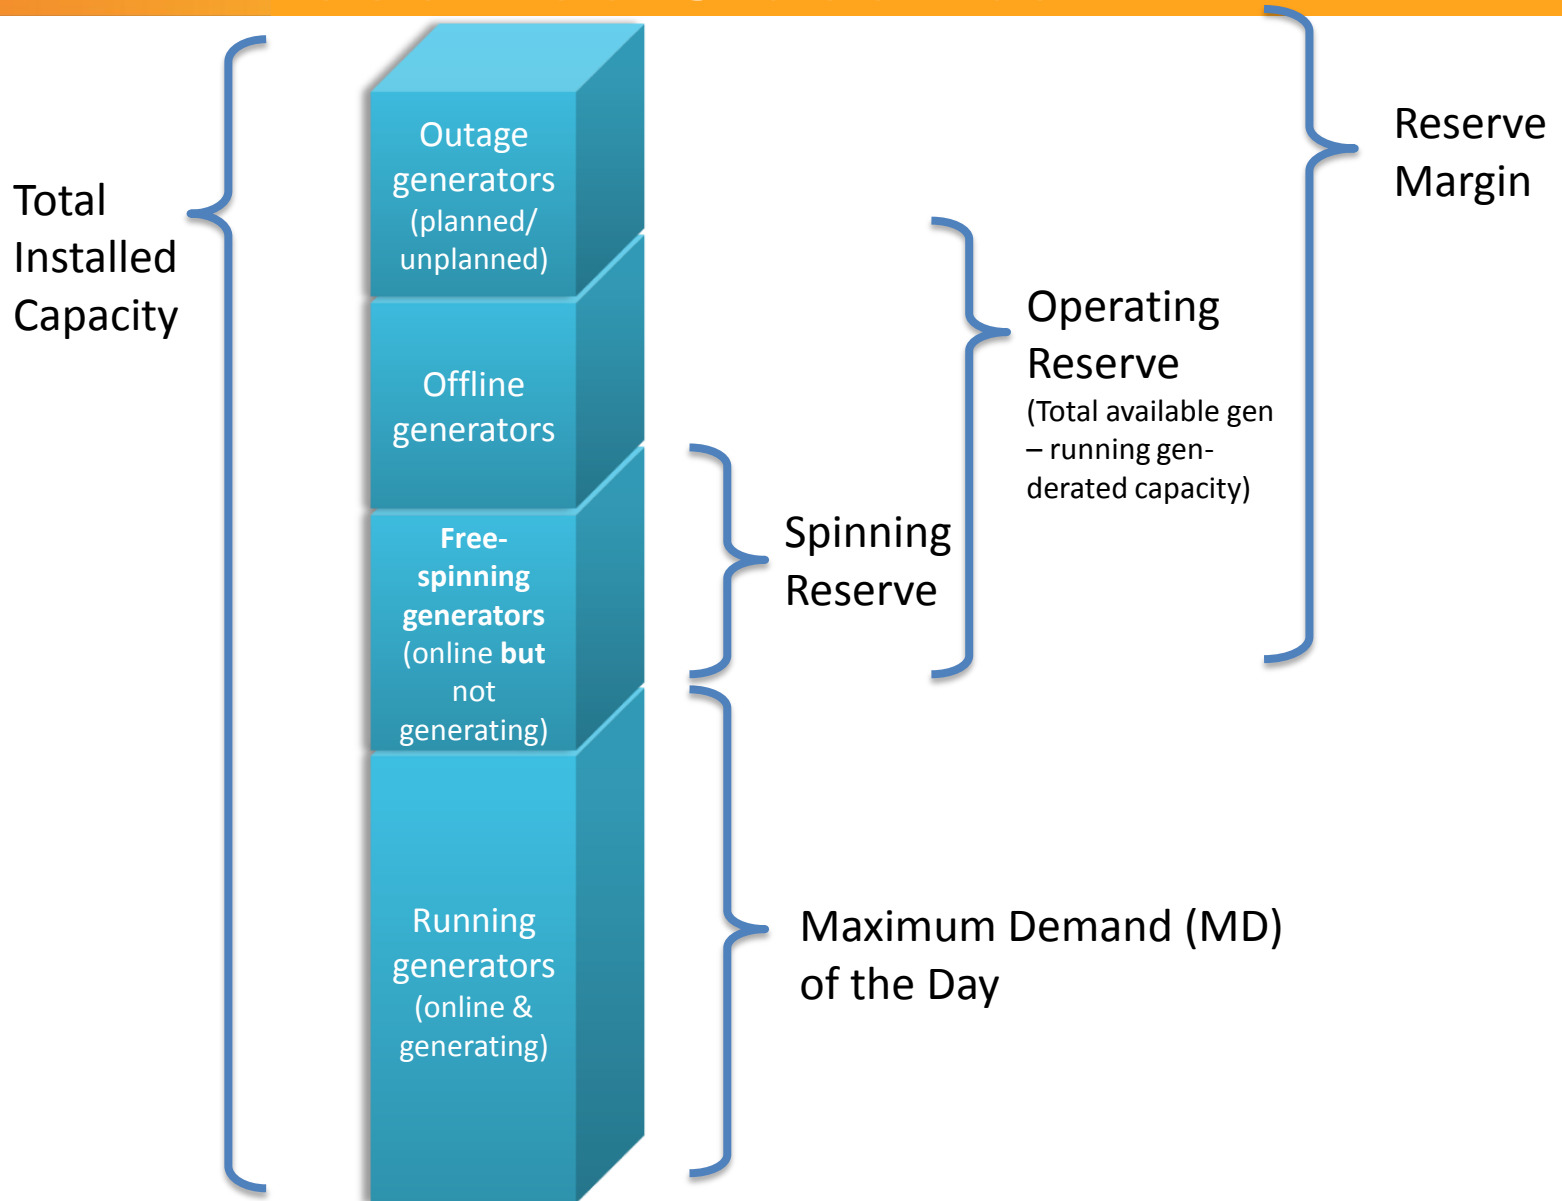 Total
Installed
Capacity
Outage
generators
(planned/
unplanned)
Offline
generators
Free-
spinning
generators
(online but
not
generating)
Running
generators
(online &
generating)
Spinning
Reserve
Maximum Demand (MD)
of the Day
Operating
Reserve
(Total available gen
– running gen-
derated capacity)
Reserve
Margin